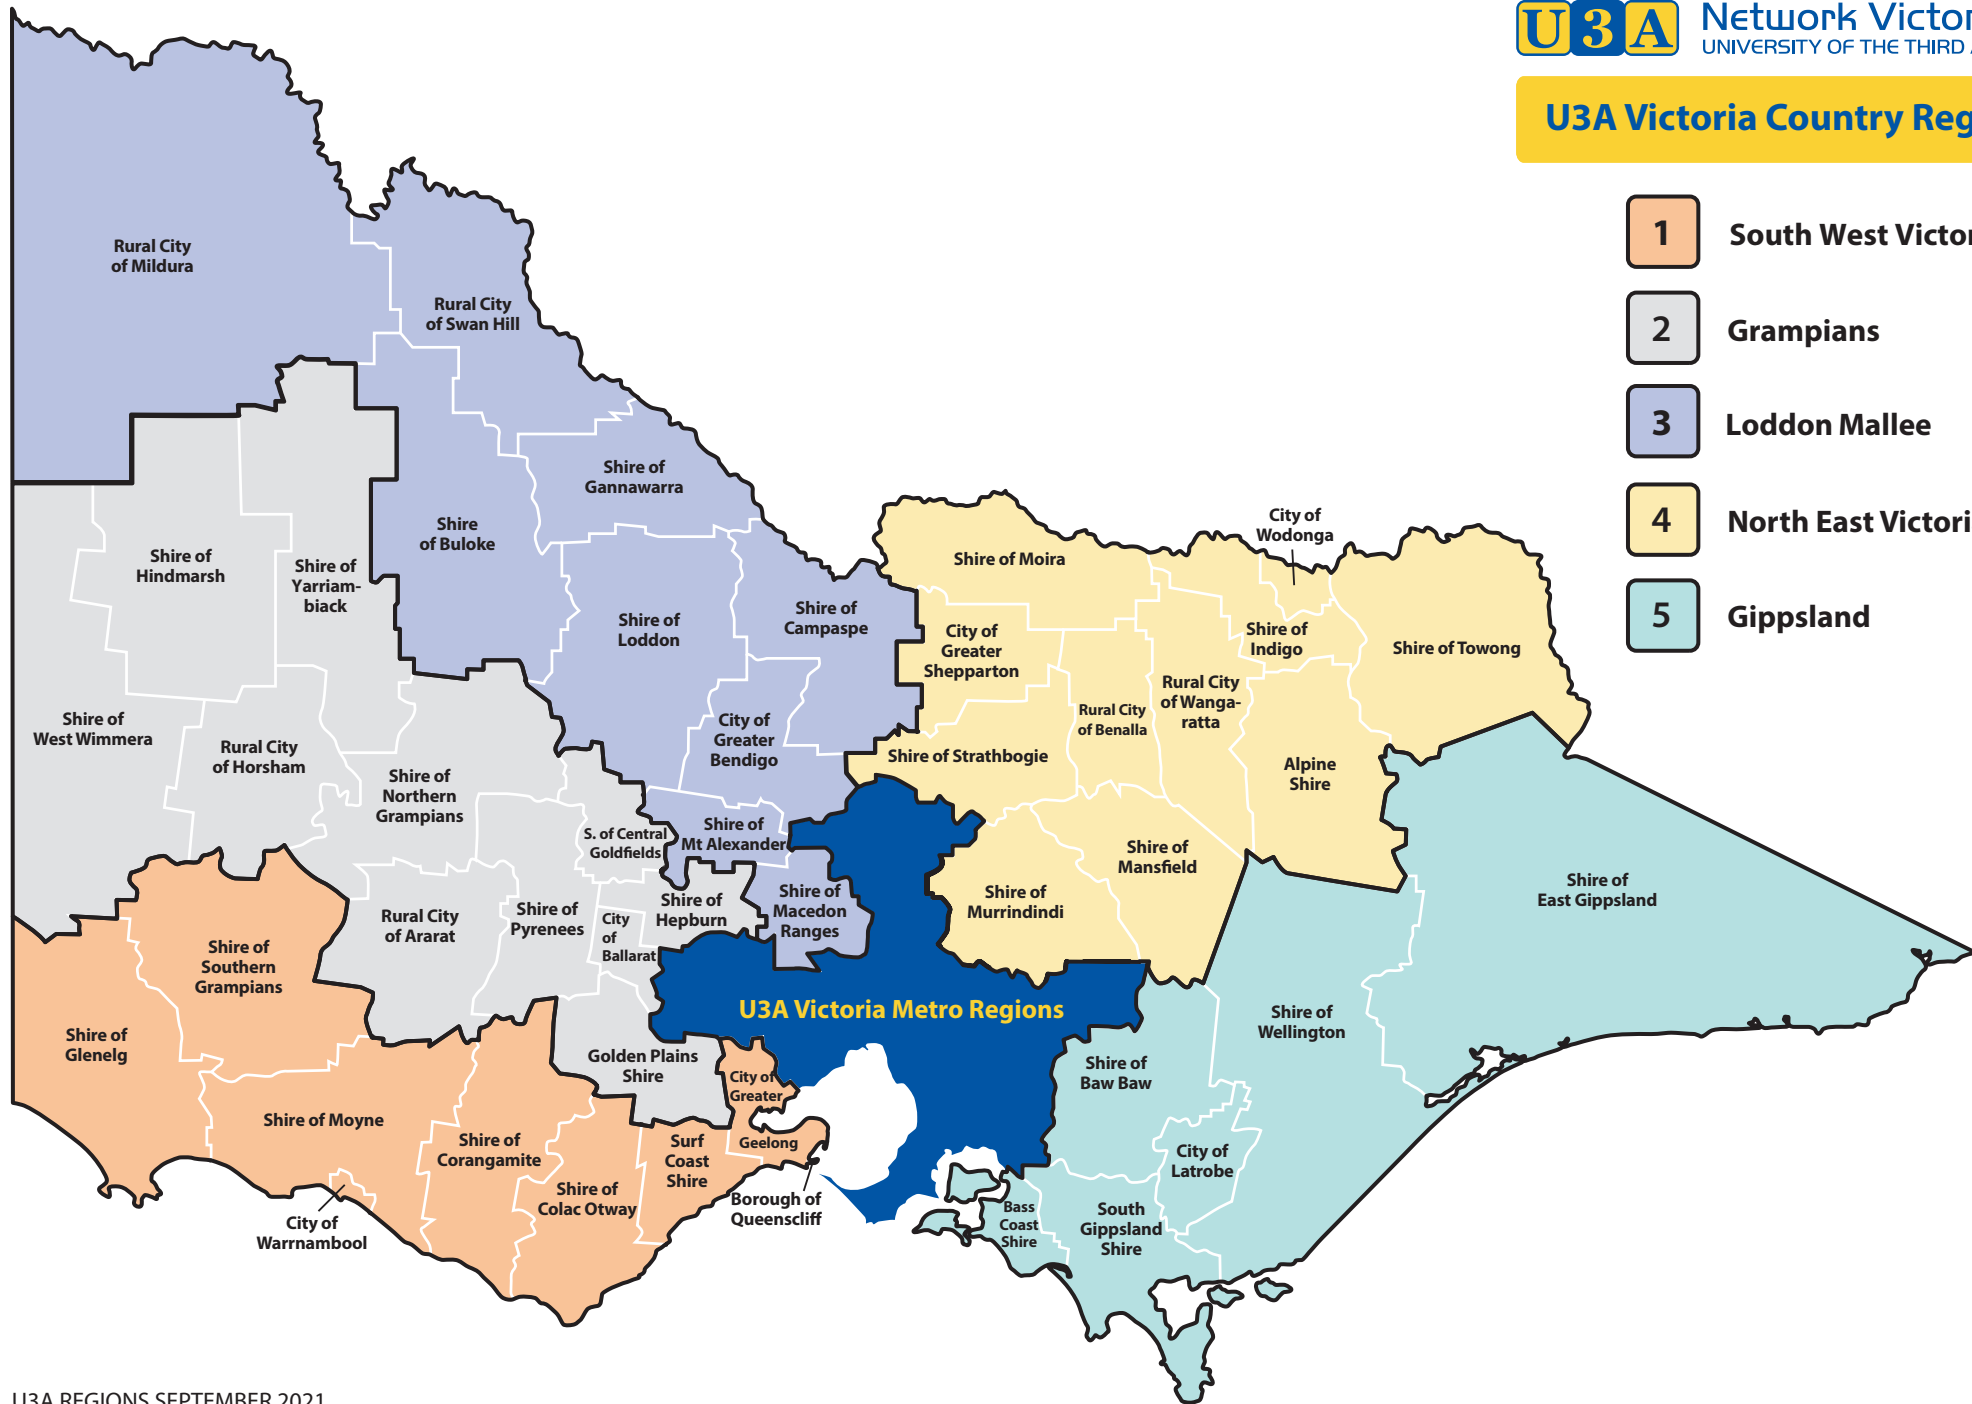 U3A Network Victor
UNIVERSITY OF THE THIRD A
U3A Victoria Country Reg
1 South West Victor
2 Grampians
3 Loddon Mallee
4 North East Victori
5 Gippsland
Rural City
of Mildura
Rural City
of Swan Hill
Shire of
Gannawarra
Shire
of Buloke
Shire of
Hindmarsh
Shire of
Yarriam-
biack
Shire of
Loddon
Shire of
Campaspe
Shire of
West Wimmera
Rural City
of Horsham
Shire of
Northern
Grampians
City of
Greater
Bendigo
S. of Central
Goldfields
Shire of
Mt Alexander
Shire of
Macedon
Ranges
Shire of
Hepburn
City
of
Ballarat
Shire of
Pyrenees
Rural City
of Ararat
Golden Plains
Shire
Shire of Moira
City of
Wodonga
City of
Greater
Shepparton
Shire of
Indigo
Shire of Towong
Rural City
of Wanga-
ratta
Rural City
of Benalla
Shire of Strathbogie
Alpine
Shire
Shire of
Mansfield
Shire of
Murrindindi
U3A Victoria Metro Regions
Shire of
Southern
Grampians
Shire of
Glenelg
Shire of Moyne
City of
Warrnambool
Shire of
Corangamite
Shire of
Colac Otway
Surf
Coast
Shire
City of
Greater
Geelong
Borough of
Queenscliff
Shire of
East Gippsland
Shire of
Wellington
Shire of
Baw Baw
City of
Latrobe
Bass
Coast
Shire
South
Gippsland
Shire
U3A REGIONS SEPTEMBER 2021